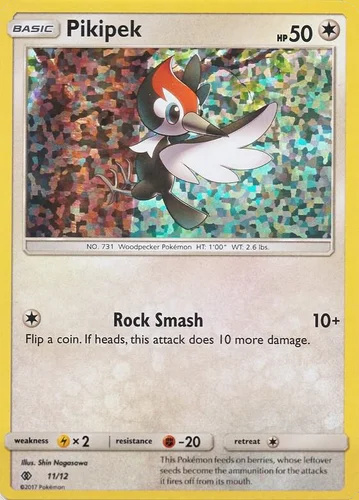 BASIC Pikipek HP 50
NO. 731 Woodpecker Pokémon HT: 1'00" WT: 2.6 lbs.
Rock Smash 10+
Flip a coin. If heads, this attack does 10 more damage.
weakness ×2 resistance -20 retreat
Illus. Shin Nagasawa
11/12
©2017 Pokémon
This Pokémon feeds on berries, whose leftover
seeds become the ammunition for the attacks
it fires off from its mouth.